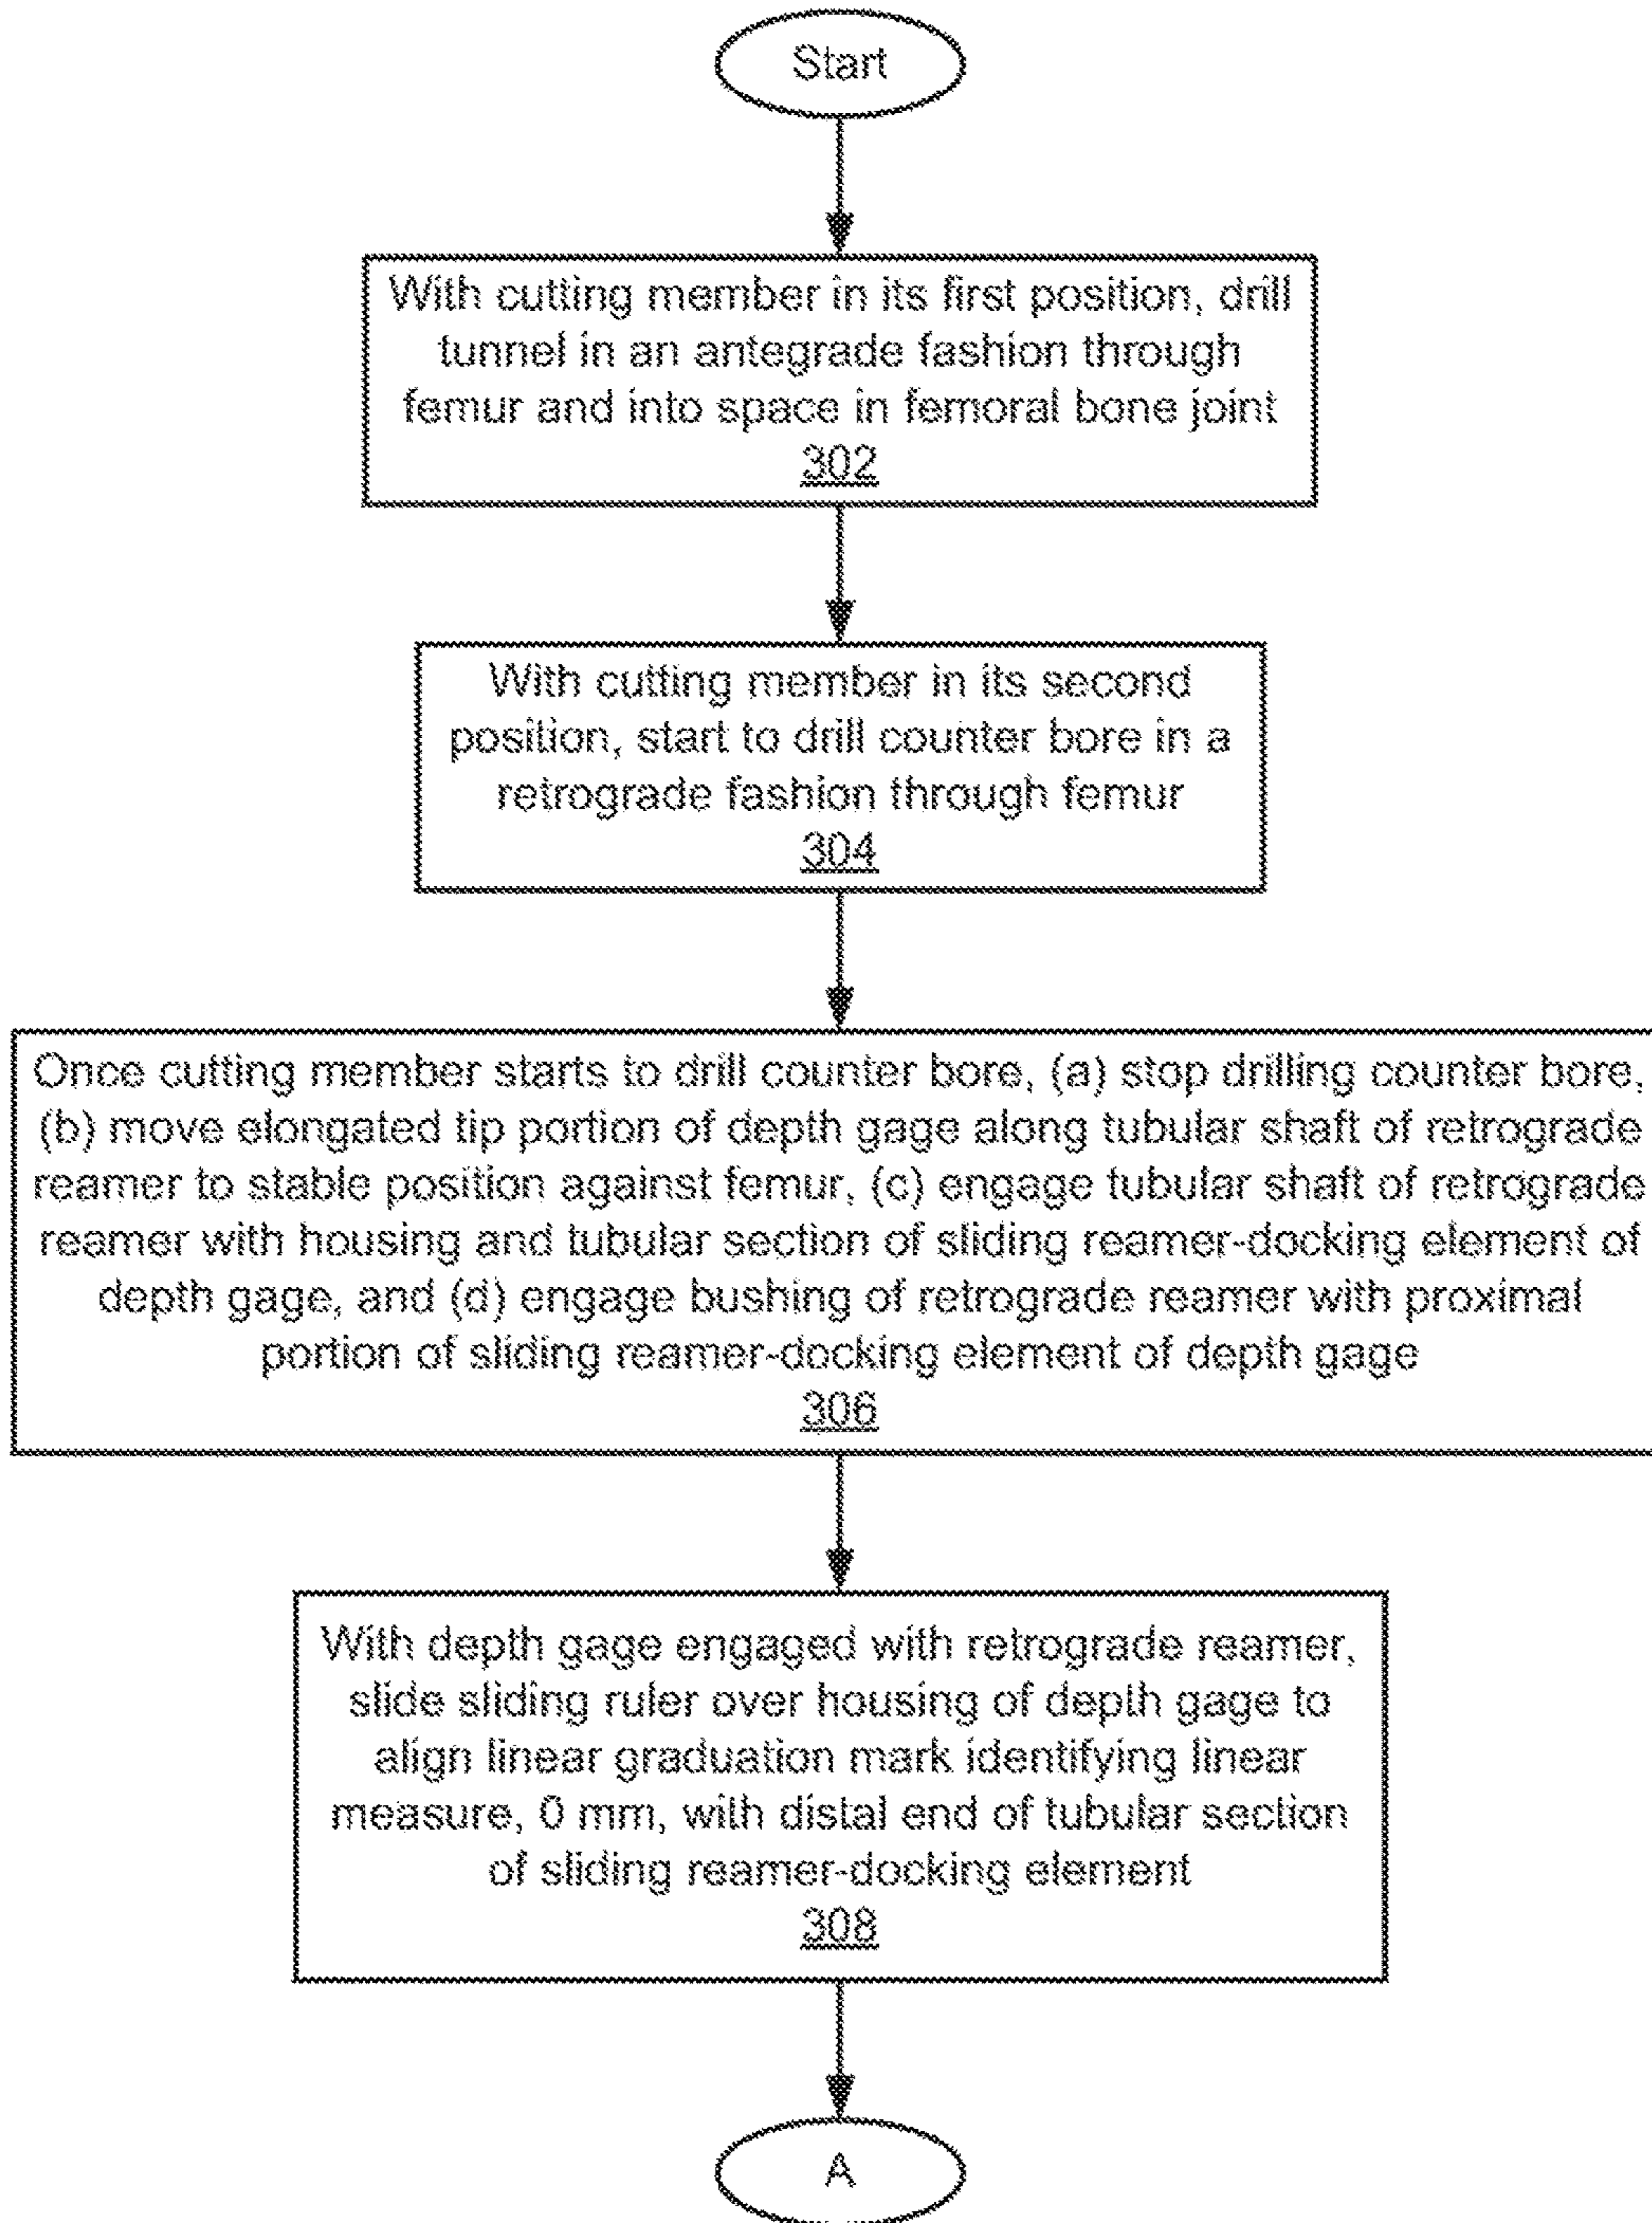 Start
With cutting member in its first position, drill
tunnel in an antegrade fashion through
femur and into space in femoral bone joint
302
With cutting member in its second
position, start to drill counter bore in a
retrograde fashion through femur
304
Once cutting member starts to drill counter bore, (a) stop drilling counter bore,
(b) move elongated tip portion of depth gage along tubular shaft of retrograde
reamer to stable position against femur, (c) engage tubular shaft of retrograde
reamer with housing and tubular section of sliding reamer-docking element of
depth gage, and (d) engage bushing of retrograde reamer with proximal
portion of sliding reamer-docking element of depth gage
306
With depth gage engaged with retrograde reamer,
slide sliding ruler over housing of depth gage to
align linear graduation mark identifying linear
measure, 0 mm, with distal end of tubular section
of sliding reamer-docking element
308
A